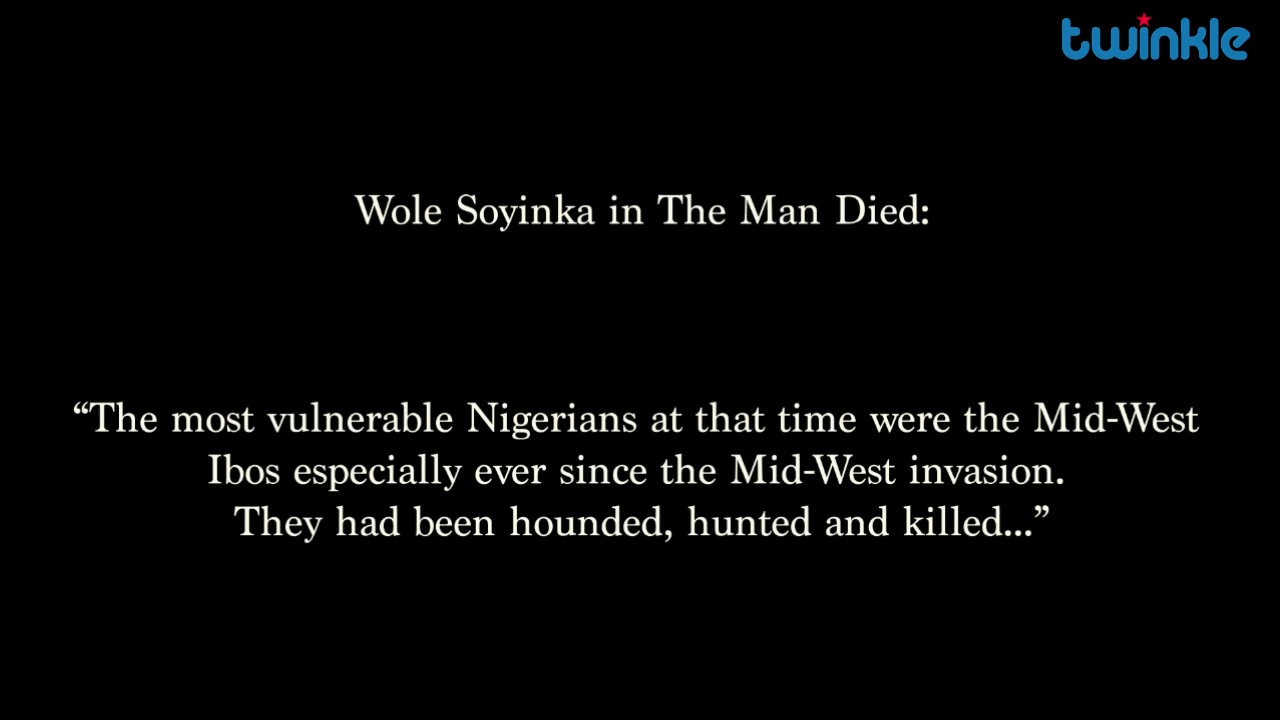 twinkle
Wole Soyinka in The Man Died:
“The most vulnerable Nigerians at that time were the Mid-West
Ibos especially ever since the Mid-West invasion.
They had been hounded, hunted and killed...”